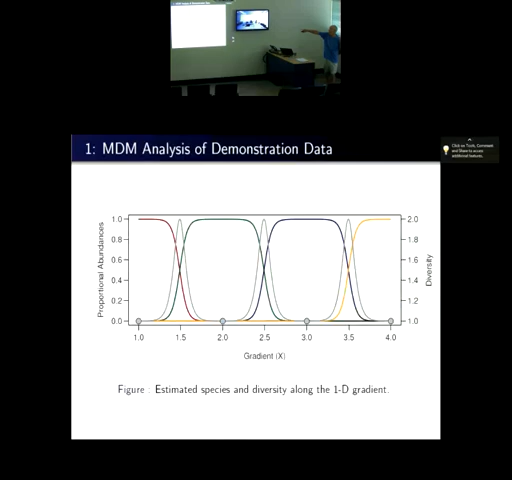 1: MDM Analysis of Demonstration Data
Click on Tools, Comment
and Share to access
additional features.
Proportional Abundances
1.0
0.8
0.6
0.4
0.2
0.0
2.0
1.8
1.6
1.4
1.2
1.0
Diversity
1.0 1.5 2.0 2.5 3.0 3.5 4.0
Gradient (X)
Figure : Estimated species and diversity along the 1-D gradient.